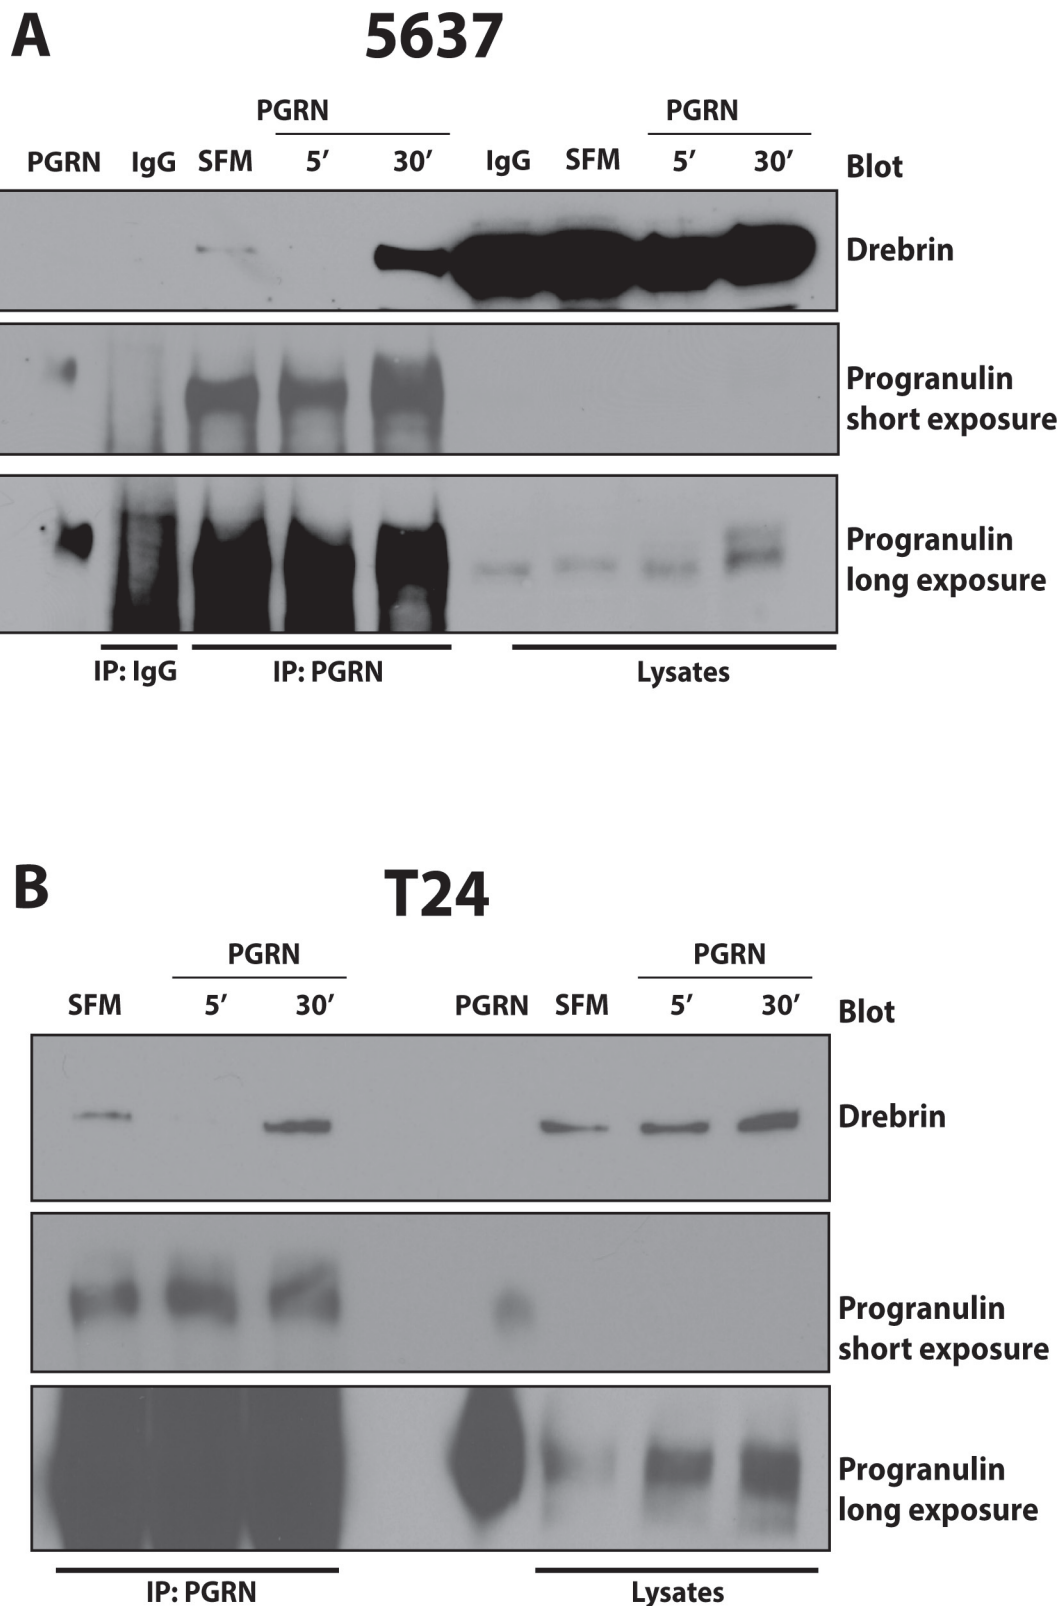 A 5637
PGRN PGRN
PGRN IgG SFM 5′ 30′ IgG SFM 5′ 30′ Blot
Drebrin
Progranulin
short exposure
Progranulin
long exposure
IP: IgG IP: PGRN Lysates
B T24
PGRN PGRN
SFM 5′ 30′ PGRN SFM 5′ 30′ Blot
Drebrin
Progranulin
short exposure
Progranulin
long exposure
IP: PGRN Lysates